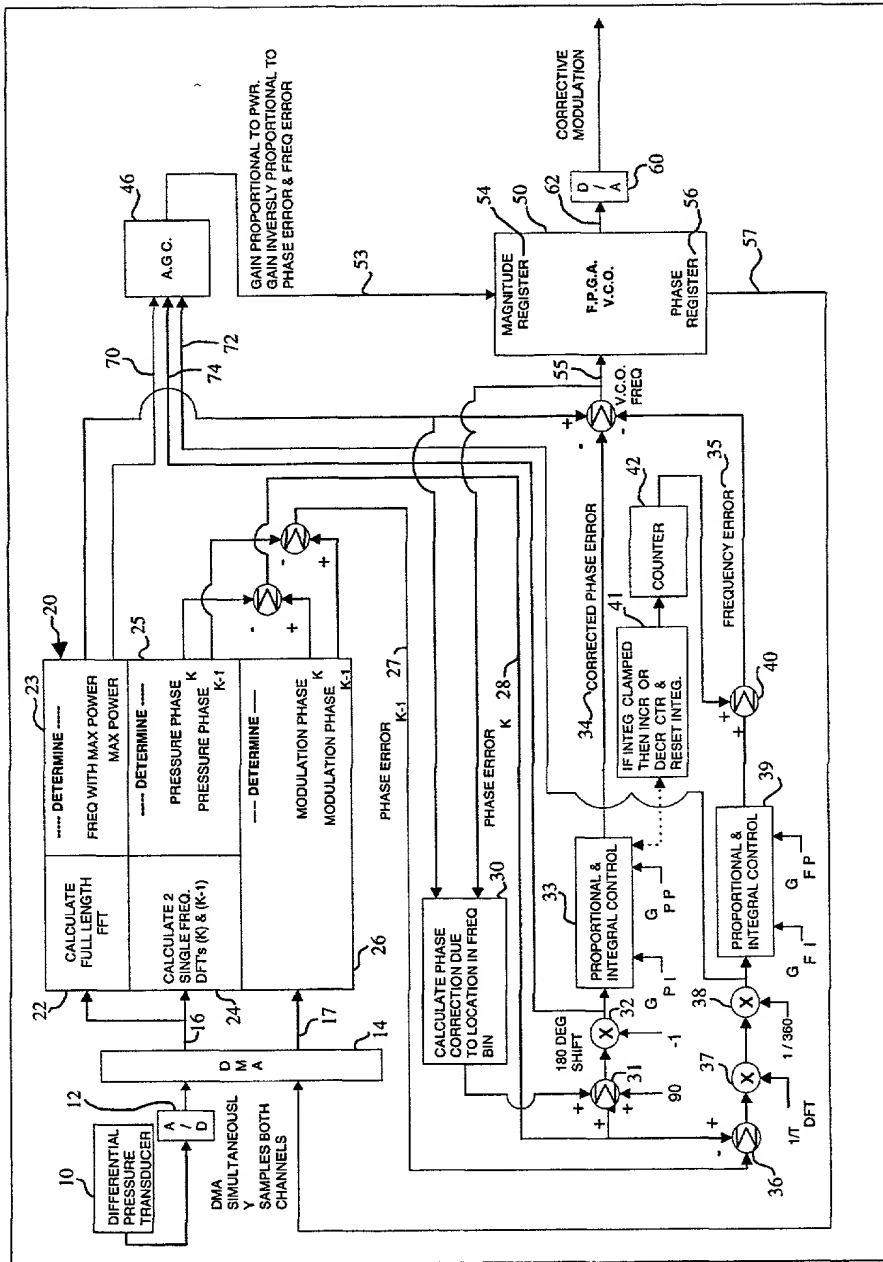 DIFFERENTIAL
PRESSURE
TRANSDUCER
10
12
A
/
D
DMA
SIMULTANEOUSL
Y
SAMPLES BOTH
CHANNELS
D
M
A
14
16
17
22
CALCULATE
FULL LENGTH
FFT
24
CALCULATE 2
SINGLE FREQ.
DFT's (K) & (K-1)
26
23
20
----- DETERMINE -----
FREQ WITH MAX POWER
MAX POWER
25
----- DETERMINE -----
PRESSURE PHASE K
PRESSURE PHASE K-1
---- DETERMINE ----
MODULATION PHASE K
MODULATION PHASE K-1
-
+
Σ
-
+
Σ
27
PHASE ERROR K-1
28
PHASE ERROR K
70
74
72
46
A.G.C.
GAIN PROPORTIONAL TO PWR.
GAIN INVERSLY PROPORTIONAL TO
PHASE ERROR & FREQ ERROR
53
30
CALCULATE PHASE
CORRECTION DUE
TO LOCATION IN FREQ
BIN
+
+
+
Σ
31
90
180 DEG
SHIFT
X
32
-1
33
PROPORTIONAL &
INTEGRAL CONTROL
G P I
G P P
34
CORRECTED PHASE ERROR
41
IF INTEG CLAMPED
THEN INCR OR
DECR CTR &
RESET INTEG.
42
COUNTER
35
FREQUENCY ERROR
-
+
Σ
36
X
37
1/T DFT
X
38
1 / 360
39
PROPORTIONAL &
INTEGRAL CONTROL
G F I
G F P
+
+
Σ
40
+
-
-
Σ
V.C.O.
FREQ
55
MAGNITUDE
REGISTER
54
50
F.P.G.A.
V.C.O.
PHASE
REGISTER
56
57
62
D
/
A
60
CORRECTIVE
MODULATION